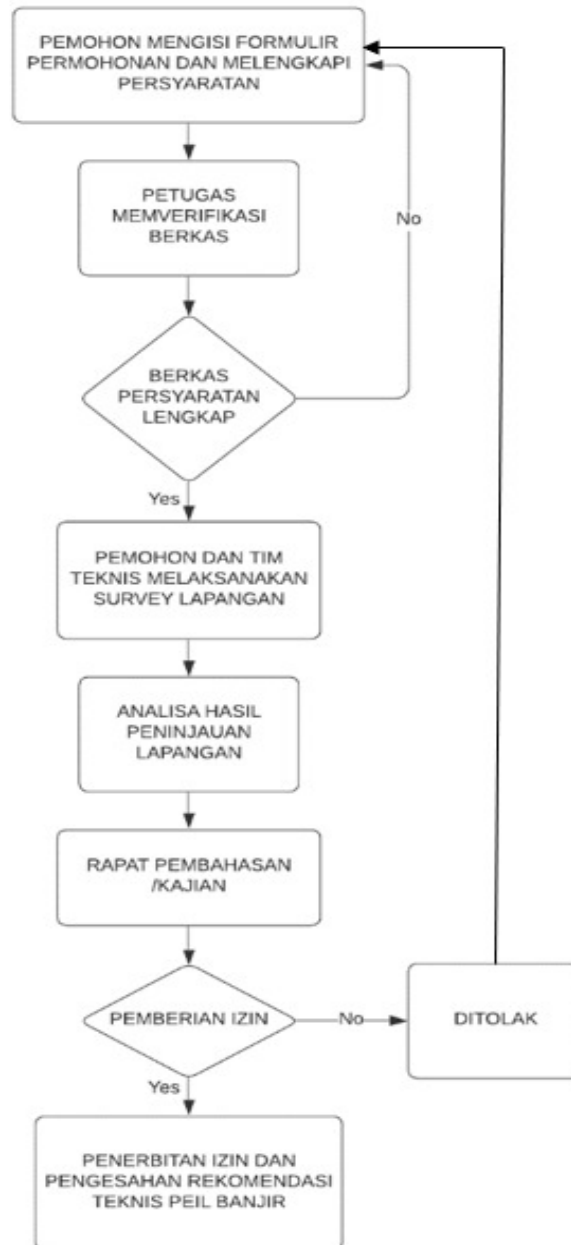 PEMOHON MENGISI FORMULIR
PERMOHONAN DAN MELENGKAPI
PERSYARATAN
PETUGAS
MEMVERIFIKASI
BERKAS
No
BERKAS
PERSYARATAN
LENGKAP
Yes
PEMOHON DAN TIM
TEKNIS MELAKSANAKAN
SURVEY LAPANGAN
ANALISA HASIL
PENINJAUAN
LAPANGAN
RAPAT PEMBAHASAN
/KAJIAN
PEMBERIAN IZIN
No
DITOLAK
Yes
PENERBITAN IZIN DAN
PENGESAHAN REKOMENDASI
TEKNIS PEIL BANJIR